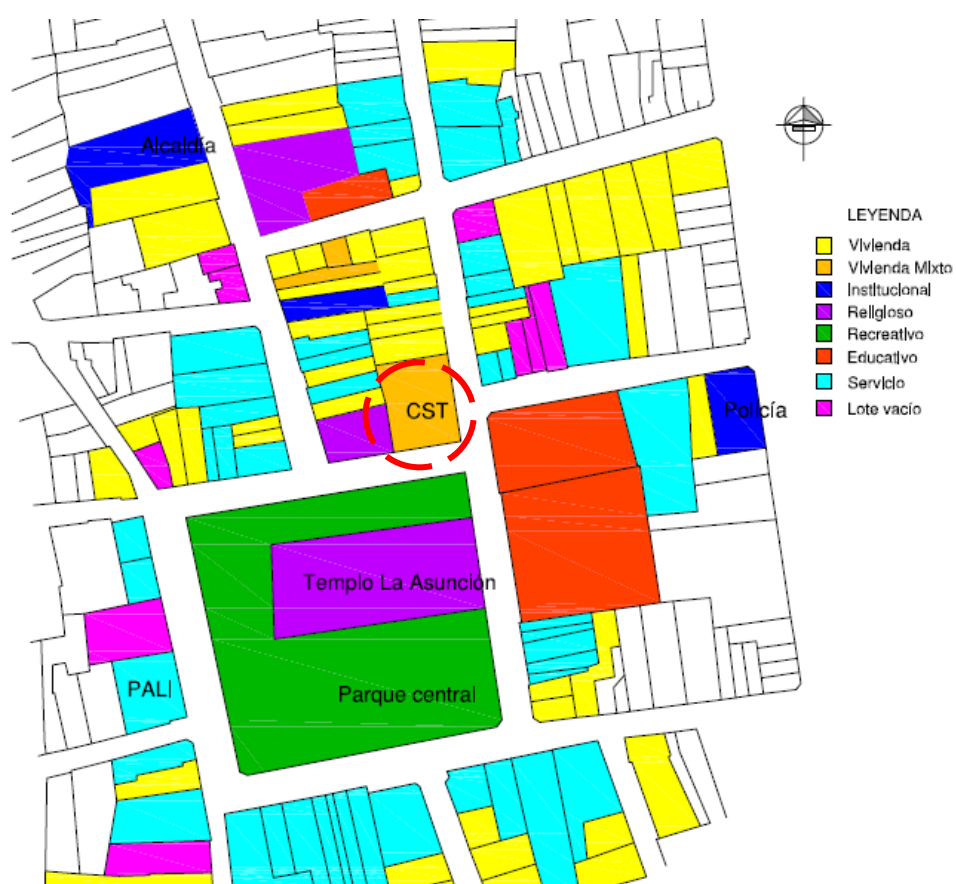 Alcaldía
LEYENDA
Vivienda
Vivienda Mixto
Institucional
Religioso
Recreativo
Educativo
Servicio
Lote vacío
CST
Policía
Templo La Asunción
PALI
Parque central